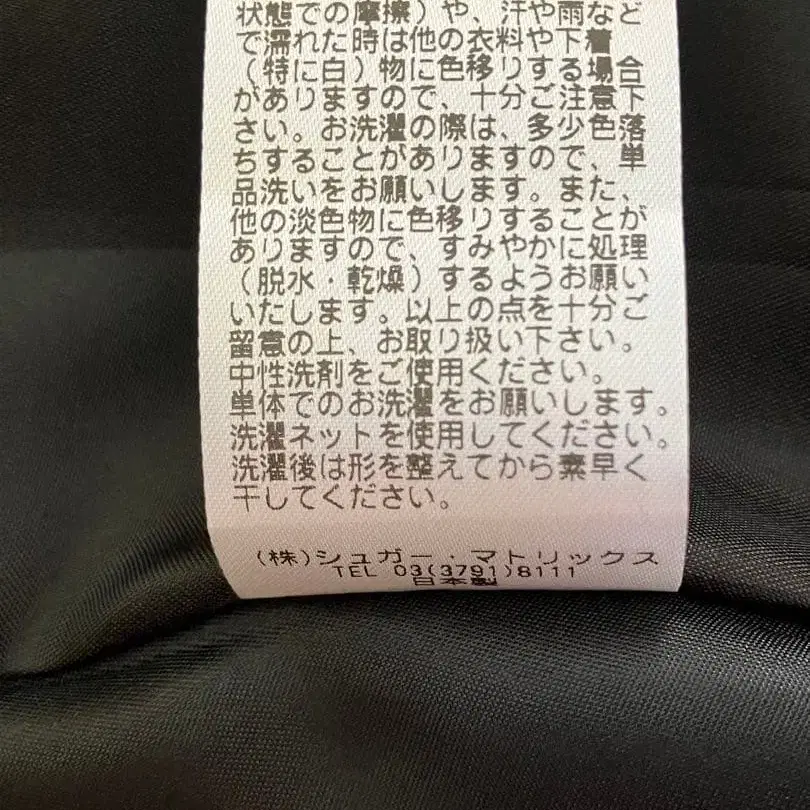 状態での摩擦)や、汗や雨など
で濡れた時は他の衣料や下着
(特に白)物に色移りする場合
がありますので、十分ご注意下
さい。お洗濯の際は、多少色落
ちすることがありますので、単
品洗いをお願いします。また、
他の淡色物に色移りすることが
ありますので、すみやかに処理
(脱水・乾燥)するようお願い
いたします。以上の点を十分ご
留意の上、お取り扱い下さい。
中性洗剤をご使用ください。
単体でのお洗濯をお願いします。
洗濯ネットを使用してください。
洗濯後は形を整えてから素早く
干してください。
(株)シュガー・マトリックス
TEL 03(3791)8111
日本製